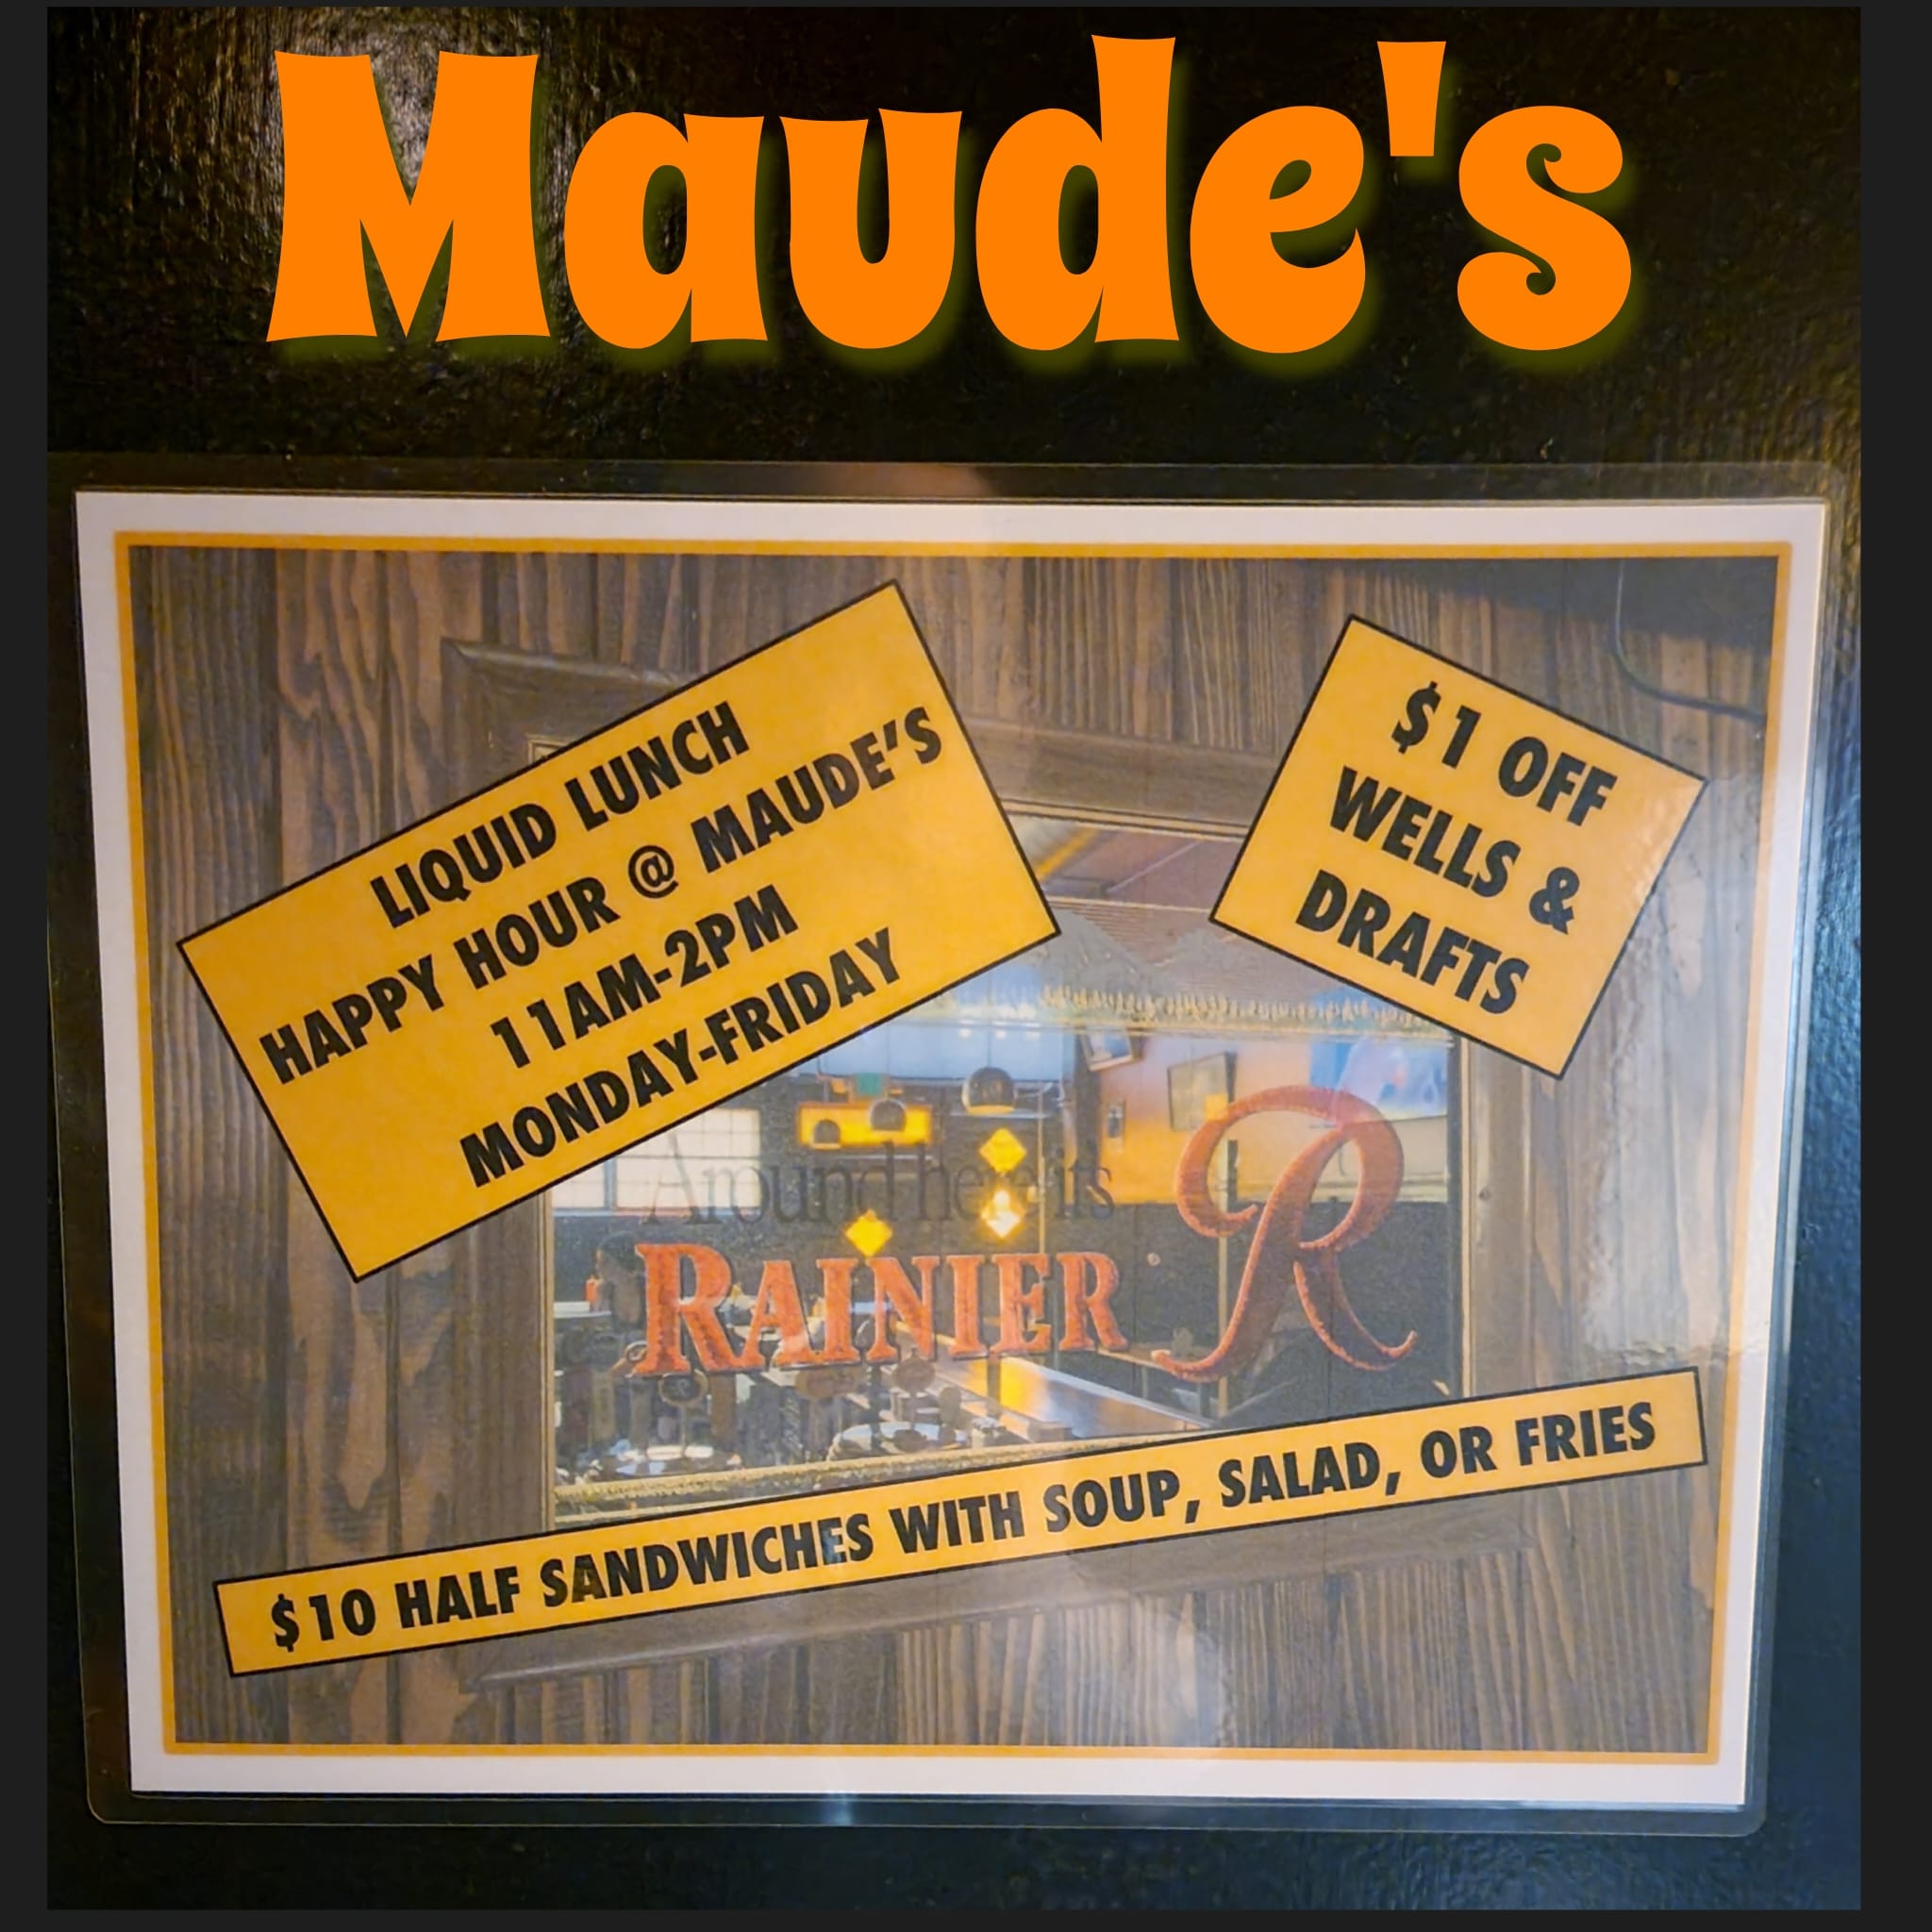 Maude's
LIQUID LUNCH
HAPPY HOUR @ MAUDE'S
11AM-2PM
MONDAY-FRIDAY
$1 OFF
WELLS &
DRAFTS
Around here its
RAINIER R
$10 HALF SANDWICHES WITH SOUP, SALAD, OR FRIES